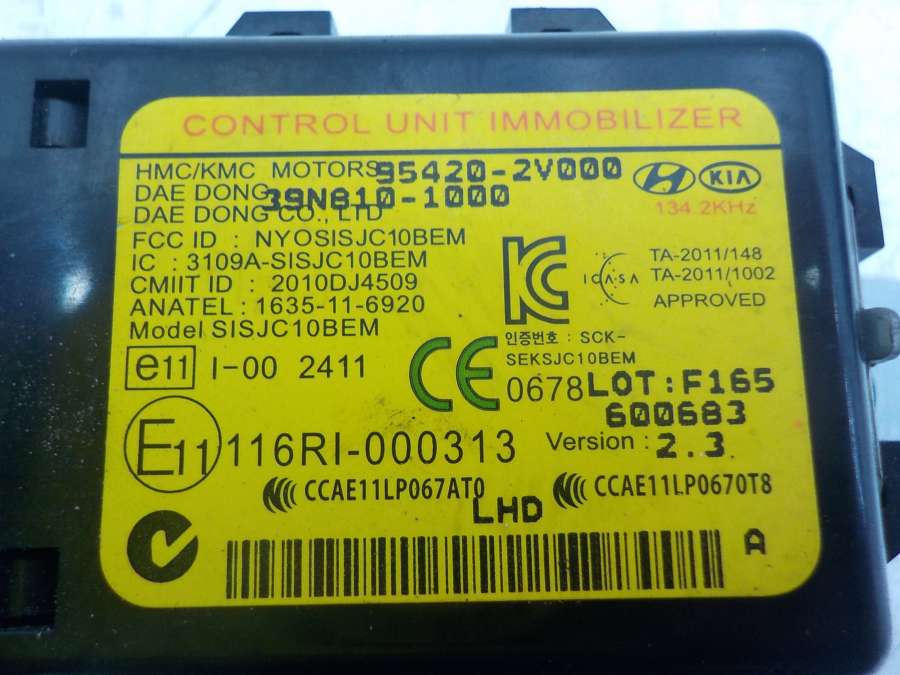 CONTROL UNIT IMMOBILIZER
HMC/KMC MOTORS 95420-2V000
DAE DONG 39N810-1000
DAE DONG CO., LTD
KIA
134.2KHz
FCC ID : NYOSISJC10BEM
IC : 3109A-SISJC10BEM
CMIIT ID : 2010DJ4509
ANATEL : 1635-11-6920
Model SISJC10BEM
ICASA
TA-2011/148
TA-2011/1002
APPROVED
인증번호 : SCK-
SEKSJC10BEM
e11 I-00 2411
CE 0678 LOT:F165
600683
E11 116RI-000313
Version : 2.3
CCAE11LP067AT0
CCAE11LP0670T8
LHD
A